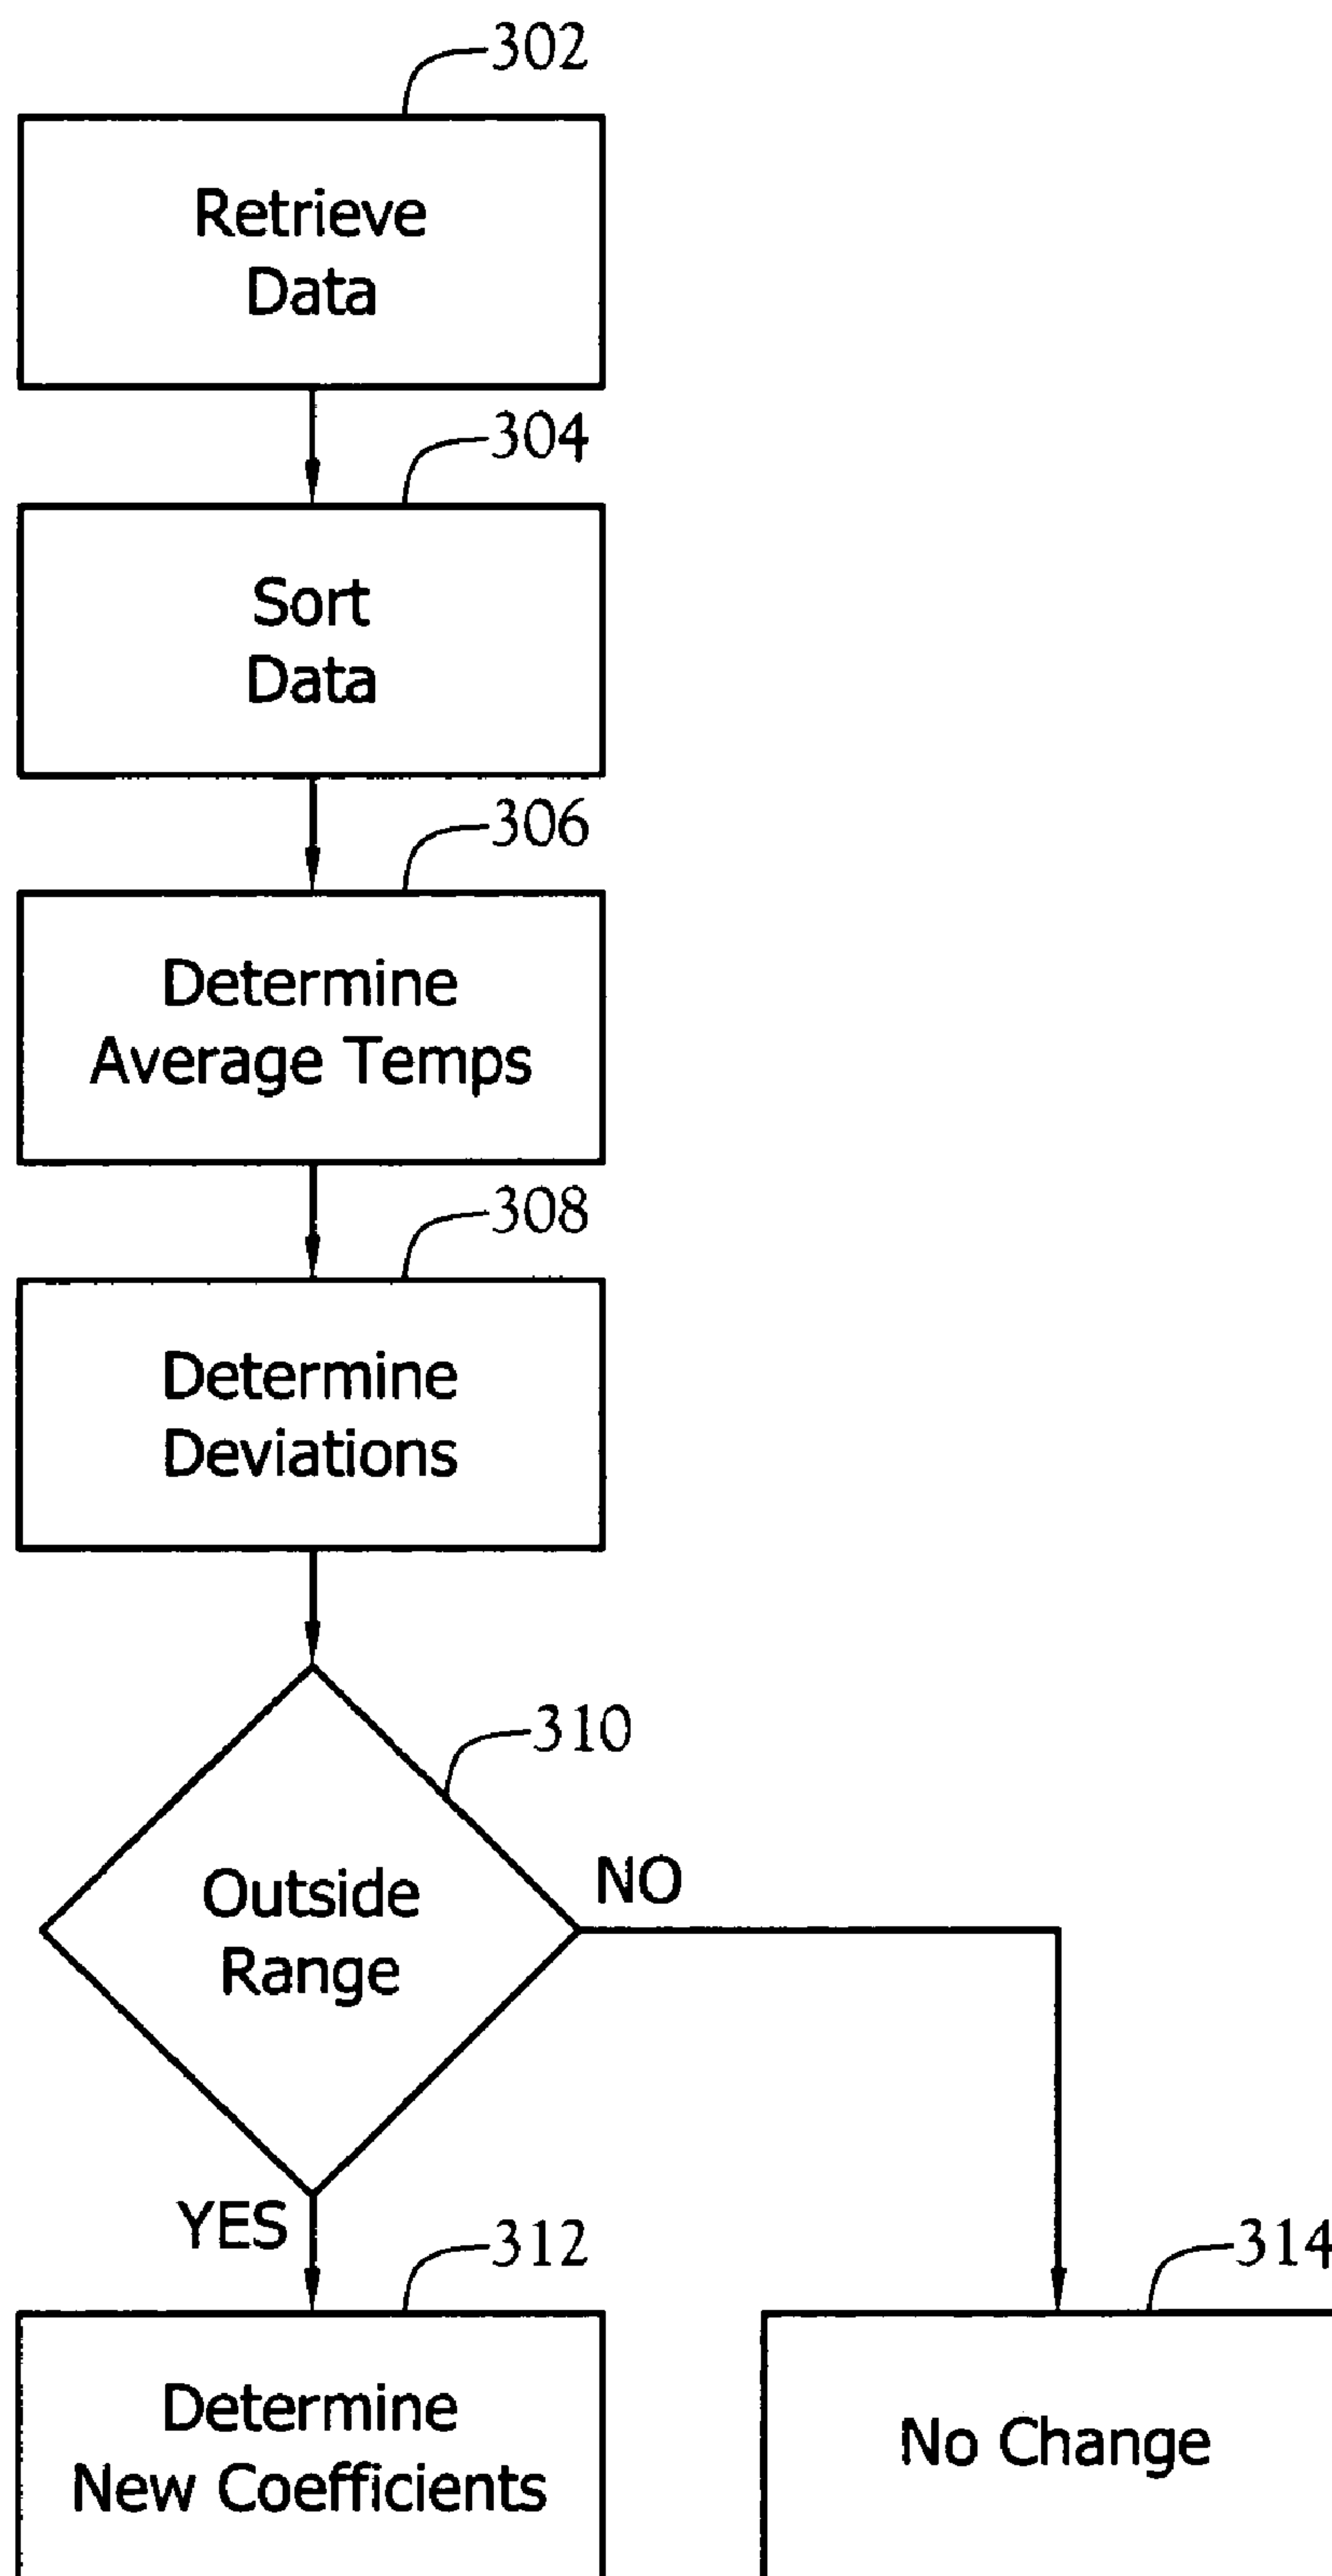 302
Retrieve
Data
304
Sort
Data
306
Determine
Average Temps
308
Determine
Deviations
310
Outside
Range
NO
YES
312
Determine
New Coefficients
314
No Change